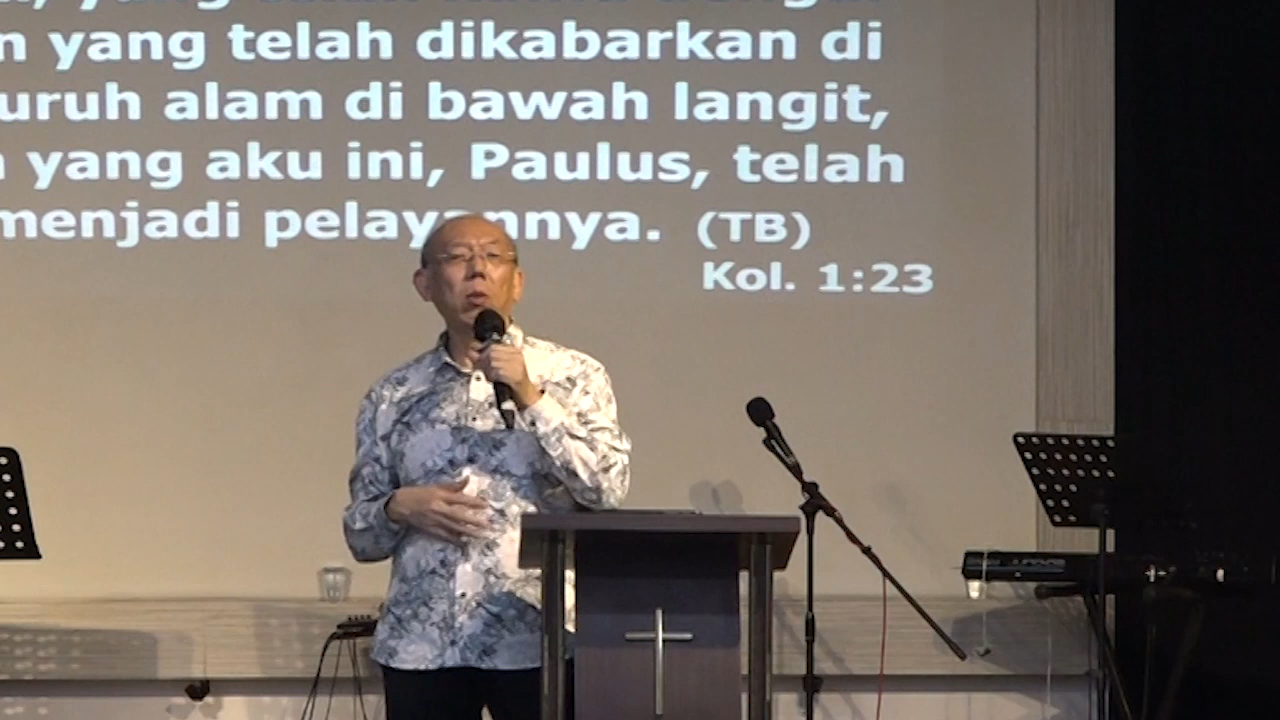 yang telah dikabarkan di
alam di bawah langit,
yang aku ini, Paulus, telah
menjadi pelayannya. (TB)
Kol. 1:23